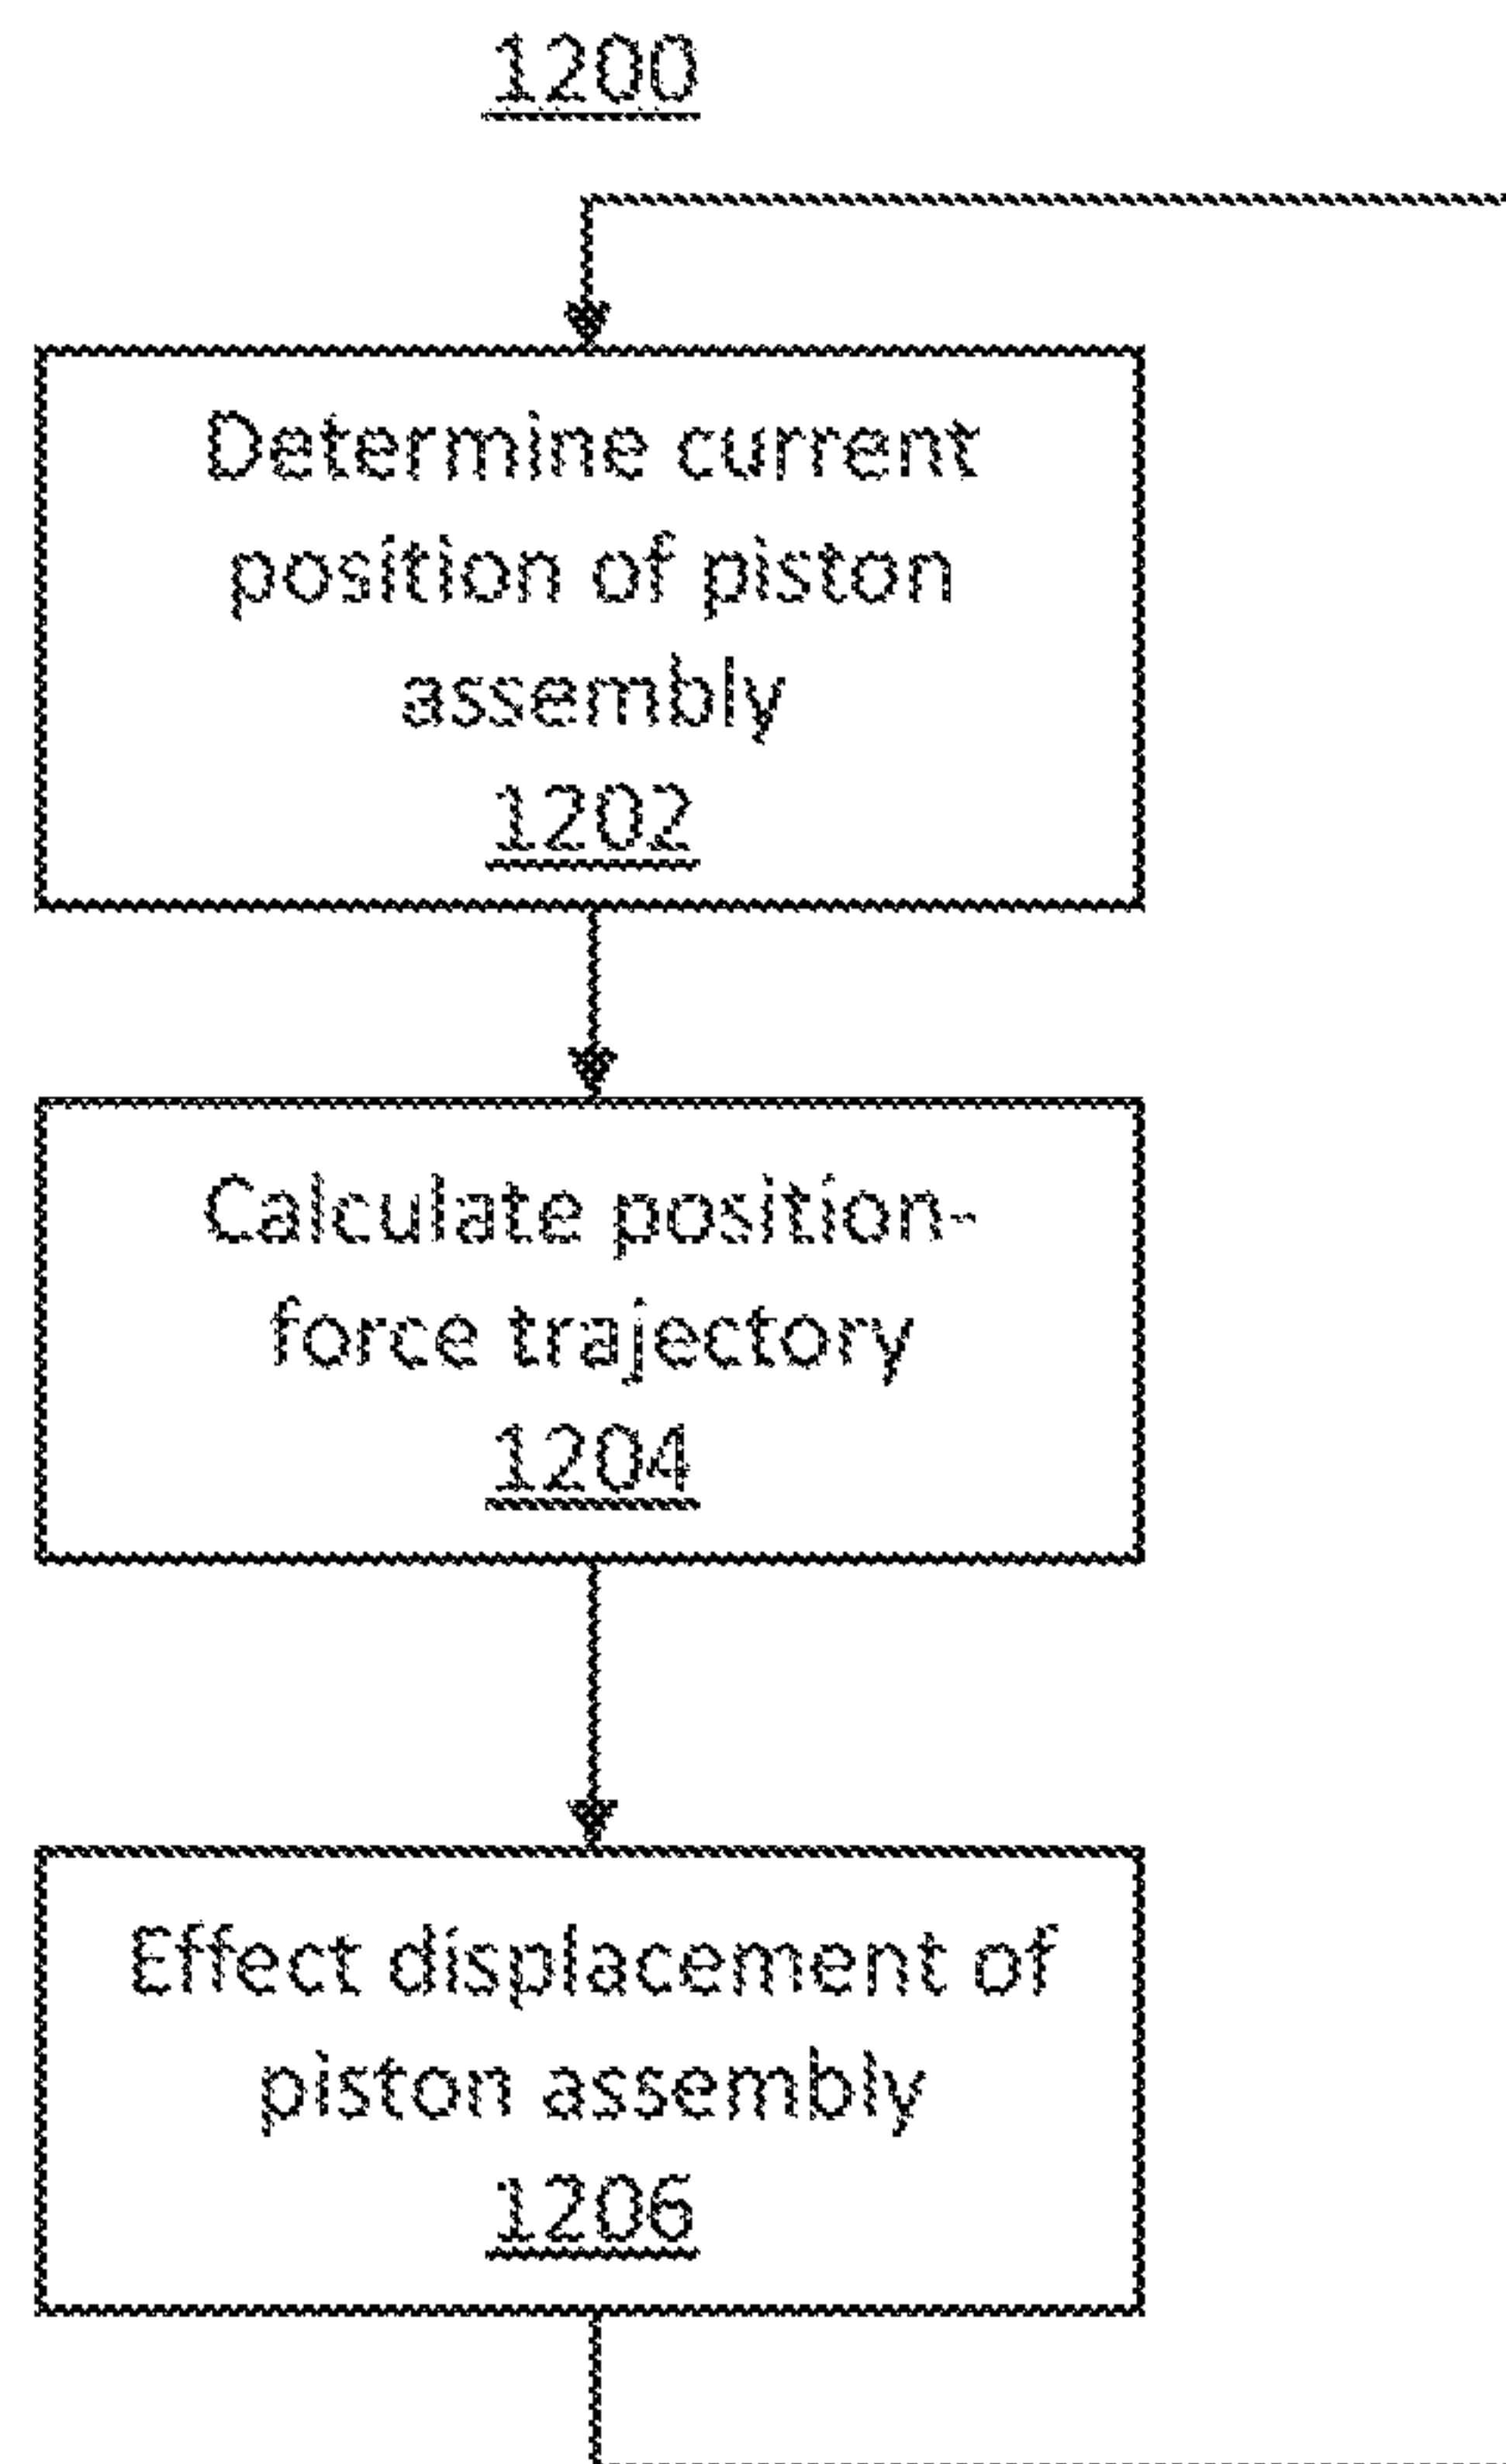 1200
Determine current
position of piston
assembly
1202
Calculate position-
force trajectory
1204
Effect displacement of
piston assembly
1206